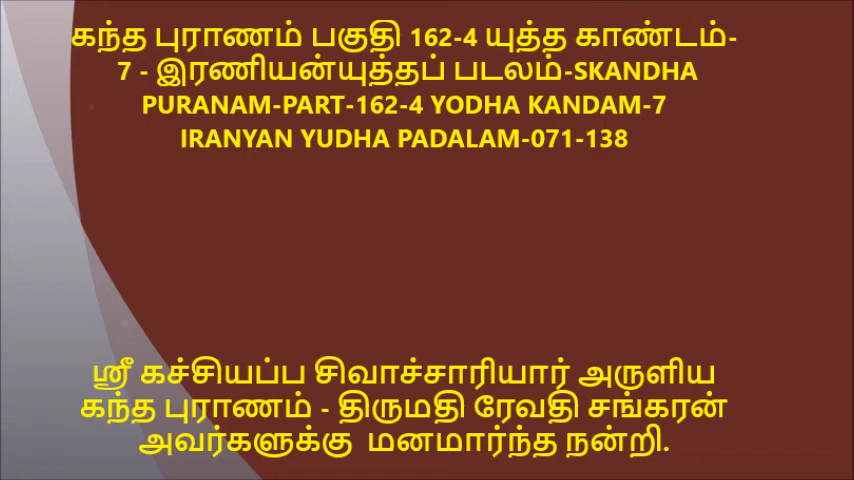 கந்த புராணம் பகுதி 162-4 யுத்த காண்டம்-
7 - இரணியன்யுத்தப் படலம்-SKANDHA
PURANAM-PART-162-4 YODHA KANDAM-7
IRANYAN YUDHA PADALAM-071-138
ஸ்ரீ கச்சியப்ப சிவாச்சாரியார் அருளிய
கந்த புராணம் - திருமதி ரேவதி சங்கரன்
அவர்களுக்கு மனமார்ந்த நன்றி.